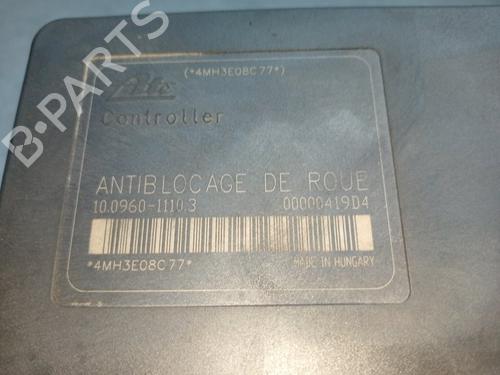 (*4MH3E08C77*)
Ate
Controller
ANTIBLOCAGE DE ROUE
10.0960-1110.3 00000419D4
*4MH3E08C77* MADE IN HUNGARY
B-PARTS